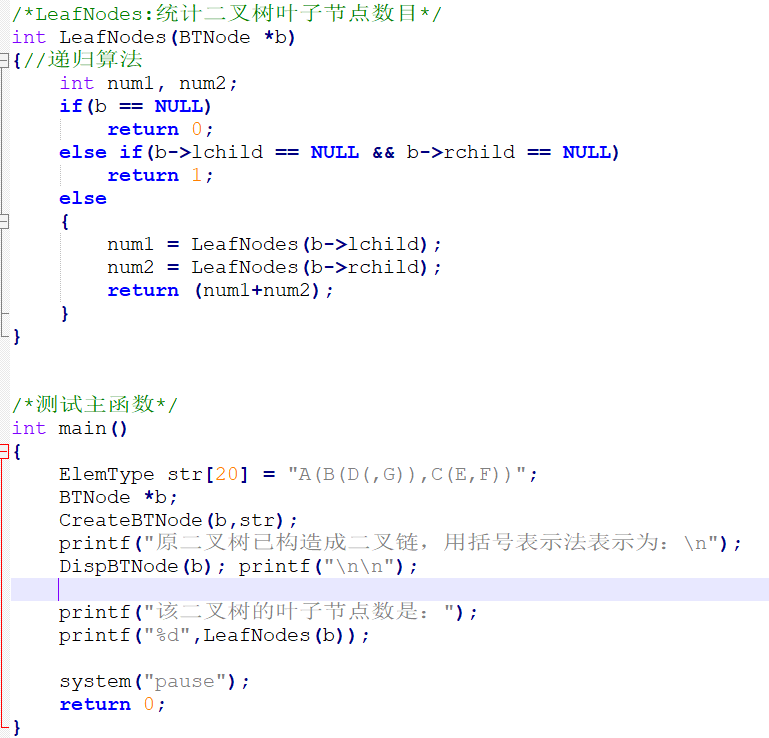 /*LeafNodes:统计二叉树叶子节点数目*/
int LeafNodes(BTNode *b)
{//递归算法
    int num1, num2;
    if(b == NULL)
        return 0;
    else if(b->lchild == NULL && b->rchild == NULL)
        return 1;
    else
    {
        num1 = LeafNodes(b->lchild);
        num2 = LeafNodes(b->rchild);
        return (num1+num2);
    }
}
/*测试主函数*/
int main()
{
    ElemType str[20] = "A(B(D(,G)),C(E,F))";
    BTNode *b;
    CreateBTNode(b,str);
    printf("原二叉树已构造成二叉链，用括号表示法表示为：\n");
    DispBTNode(b); printf("\n\n");
    printf("该二叉树的叶子节点数是：");
    printf("%d",LeafNodes(b));
    system("pause");
    return 0;
}